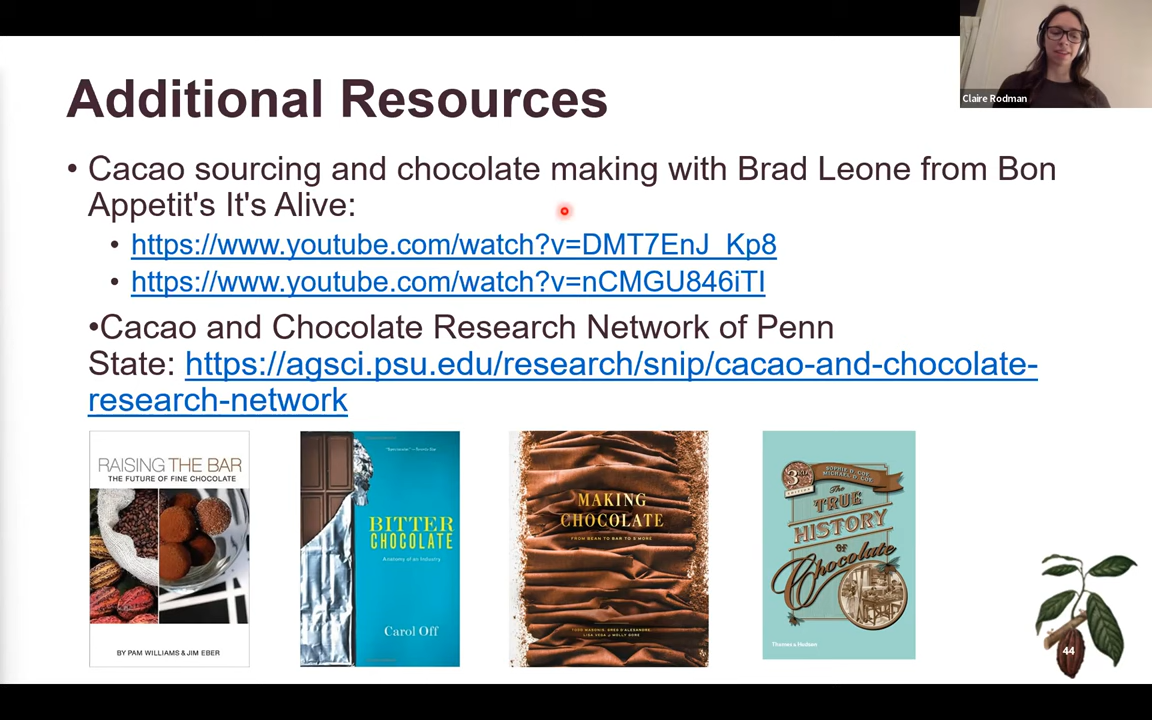 Claire Rodman
Additional Resources
• Cacao sourcing and chocolate making with Brad Leone from Bon
Appetit's It's Alive:
• https://www.youtube.com/watch?v=DMT7EnJ_Kp8
• https://www.youtube.com/watch?v=nCMGU846iTI
•Cacao and Chocolate Research Network of Penn
State: https://agsci.psu.edu/research/snip/cacao-and-chocolate-
research-network
RAISING THE BAR
THE FUTURE OF FINE CHOCOLATE
BY PAM WILLIAMS & JIM EBER
BITTER
CHOCOLATE
Anatomy of an Industry
Carol Off
MAKING
CHOCOLATE
FROM BEAN TO BAR TO S'MORE
TODD MASONIS, GREG D'ALESANDRE,
LISA VEGA & MOLLY GORE
3RD
EDITION
SOPHIE D. COE
MICHAEL D. COE
The
TRUE
HISTORY
OF
Chocolate
Thames & Hudson
44